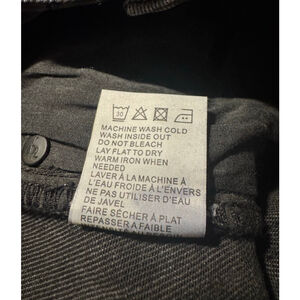 30
MACHINE WASH COLD
WASH INSIDE OUT
DO NOT BLEACH
LAY FLAT TO DRY
WARM IRON WHEN
NEEDED
LAVER À LA MACHINE À
L'EAU FROIDE À L'ENVERS
NE PAS UTILISER D'EAU
DE JAVEL
FAIRE SÉCHER À PLAT
REPASSER A FAIBLE